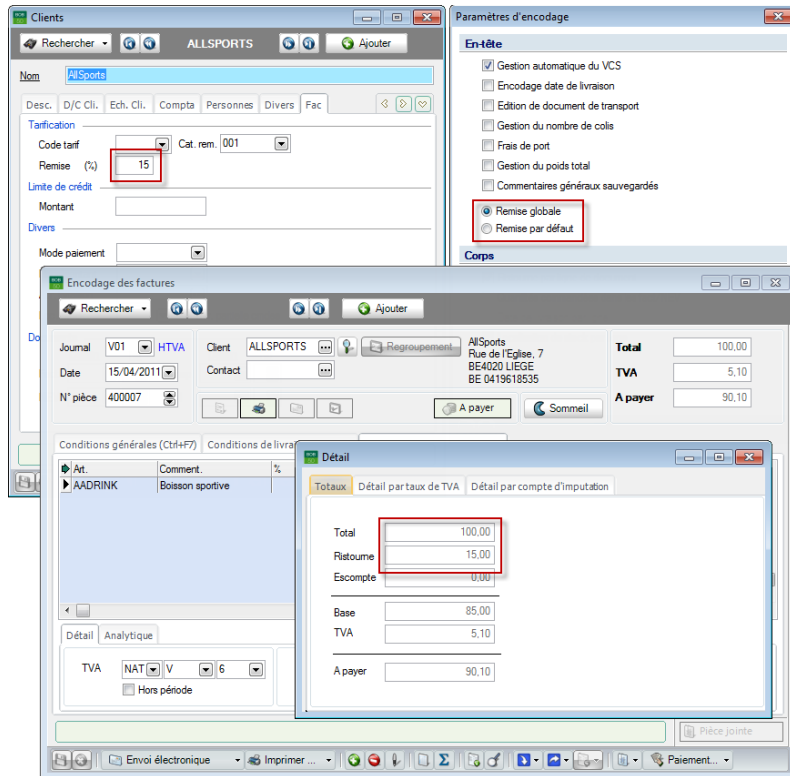 Clients
Rechercher
ALLSPORTS
Ajouter
Nom
AllSports
Desc.
D/C Cli.
Ech. Cli.
Compta
Personnes
Divers
Fac
Tarification
Code tarif
Cat. rem. 001
Remise (%)
15
Limite de crédit
Montant
Divers
Mode paiement
Do
Paramètres d'encodage
En-tête
Gestion automatique du VCS
Encodage date de livraison
Edition de document de transport
Gestion du nombre de colis
Frais de port
Gestion du poids total
Commentaires généraux sauvegardés
Remise globale
Remise par défaut
Corps
Encodage des factures
Rechercher
Ajouter
Journal V01 HTVA
Client ALLSPORTS
Regroupement
AllSports
Rue de l'Eglise, 7
BE4020 LIEGE
BE 0419618535
Total 100,00
Date 15/04/2011
Contact
TVA 5,10
N° pièce 400007
A payer
Sommeil
A payer 90,10
Conditions générales (Ctrl+F7)
Conditions de livra
Art.
Comment.
%
AADRINK
Boisson sportive
Détail
Analytique
TVA NAT V 6
Hors période
Détail
Totaux
Détail par taux de TVA
Détail par compte d'imputation
Total 100,00
Ristourne 15,00
Escompte 0,00
Base 85,00
TVA 5,10
A payer 90,10
Pièce jointe
Envoi électronique
Imprimer ...
Paiement...